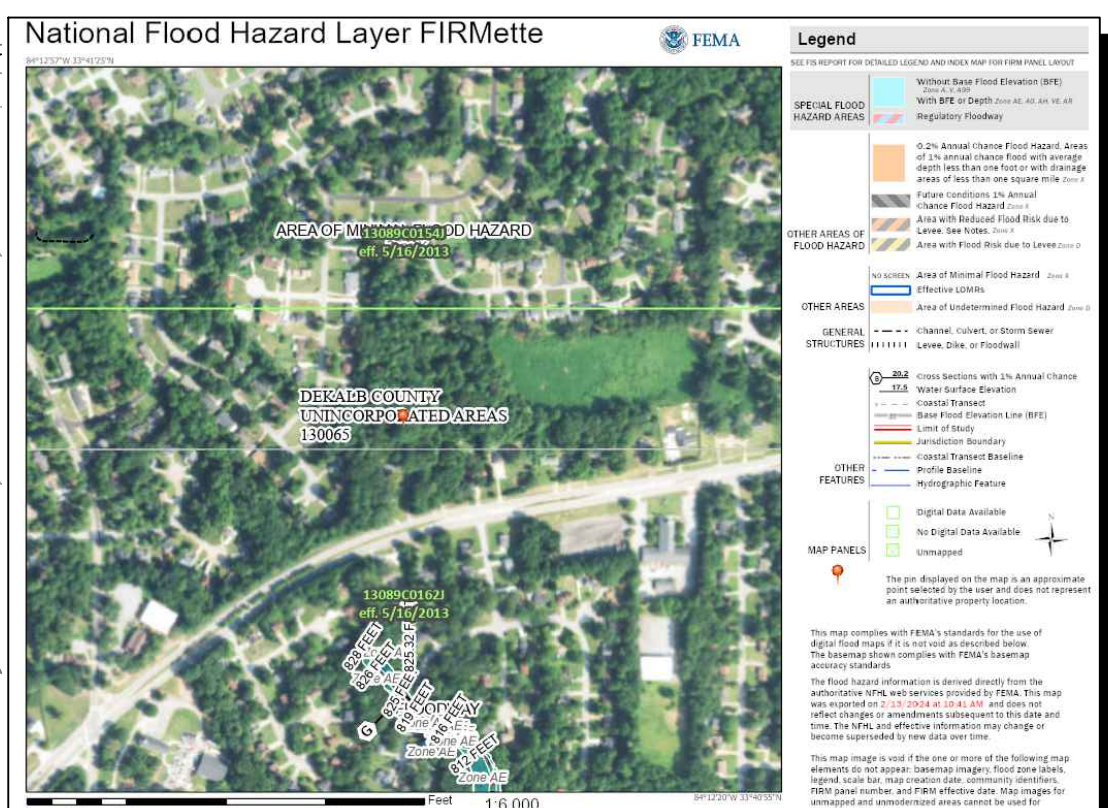 National Flood Hazard Layer FIRMette
FEMA
84°12'57"W 33°41'25"N
AREA OF MINIMAL FLOOD HAZARD
13089C0154J
eff. 5/16/2013
DEKALB COUNTY
UNINCORPORATED AREAS
130065
13089C0162J
eff. 5/16/2013
828 FEET
826 FEET
825.32 F
825 FEET
819 FEET
816 FEET
812 FEET
Zone AE
Zone AE
Zone AE
G
Feet
1:6,000
84°12'20"W 33°40'55"N
Legend
SEE FIS REPORT FOR DETAILED LEGEND AND INDEX MAP FOR FIRM PANEL LAYOUT
SPECIAL FLOOD
HAZARD AREAS
Without Base Flood Elevation (BFE)
Zone A, V, A99
With BFE or Depth Zone AE, AO, AH, VE, AR
Regulatory Floodway
OTHER AREAS OF
FLOOD HAZARD
0.2% Annual Chance Flood Hazard, Areas
of 1% annual chance flood with average
depth less than one foot or with drainage
areas of less than one square mile Zone X
Future Conditions 1% Annual
Chance Flood Hazard Zone X
Area with Reduced Flood Risk due to
Levee. See Notes. Zone X
Area with Flood Risk due to Levee Zone D
OTHER AREAS
NO SCREEN Area of Minimal Flood Hazard Zone X
Effective LOMRs
Area of Undetermined Flood Hazard Zone D
GENERAL
STRUCTURES
Channel, Culvert, or Storm Sewer
Levee, Dike, or Floodwall
OTHER
FEATURES
B 20.2 Cross Sections with 1% Annual Chance
17.5 Water Surface Elevation
Coastal Transect
Base Flood Elevation Line (BFE)
Limit of Study
Jurisdiction Boundary
Coastal Transect Baseline
Profile Baseline
Hydrographic Feature
MAP PANELS
Digital Data Available
No Digital Data Available
Unmapped
N
The pin displayed on the map is an approximate
point selected by the user and does not represent
an authoritative property location.
This map complies with FEMA's standards for the use of
digital flood maps if it is not void as described below.
The basemap shown complies with FEMA's basemap
accuracy standards
The flood hazard information is derived directly from the
authoritative NFHL web services provided by FEMA. This map
was exported on 2/13/2024 at 10:41 AM and does not
reflect changes or amendments subsequent to this date and
time. The NFHL and effective information may change or
become superseded by new data over time.
This map image is void if the one or more of the following map
elements do not appear: basemap imagery, flood zone labels,
legend, scale bar, map creation date, community identifiers,
FIRM panel number, and FIRM effective date. Map images for
unmapped and unmodernized areas cannot be used for